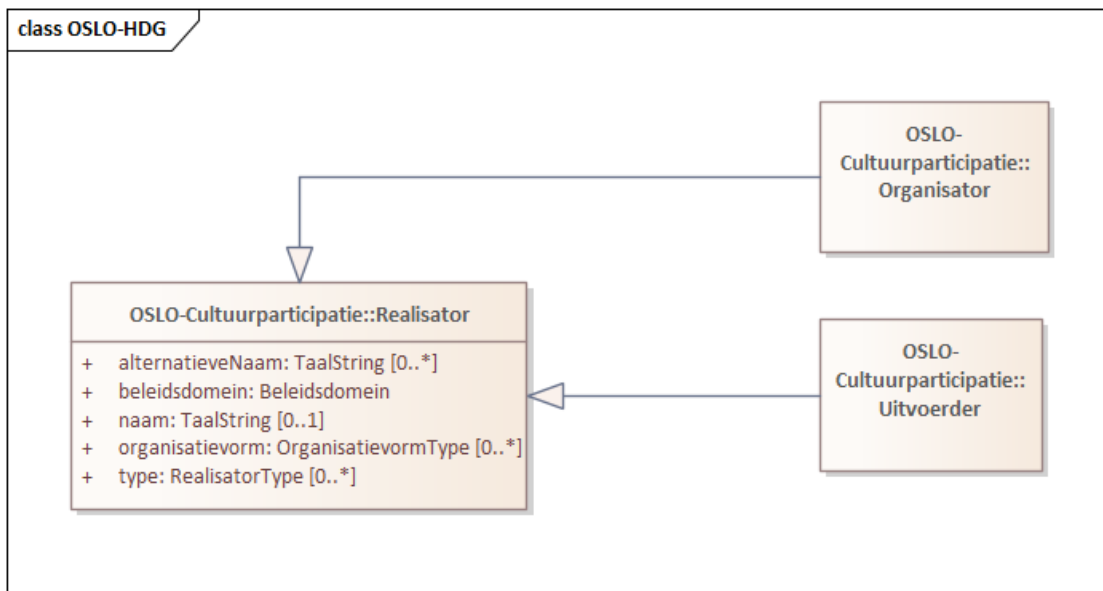 class OSLO-HDG
OSLO-
Cultuurparticipatie::
Organisator
OSLO-Cultuurparticipatie::Realisator
+ alternatieveNaam: TaalString [0..*]
+ beleidsdomein: Beleidsdomein
+ naam: TaalString [0..1]
+ organisatievorm: OrganisatievormType [0..*]
+ type: RealisatorType [0..*]
OSLO-
Cultuurparticipatie::
Uitvoerder